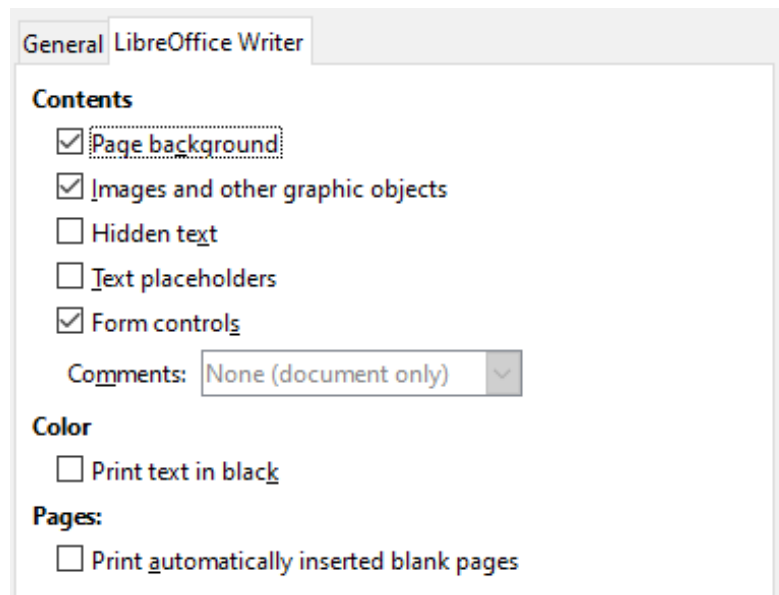 General LibreOffice Writer
Contents
Page background
Images and other graphic objects
Hidden text
Text placeholders
Form controls
Comments: None (document only)
Color
Print text in black
Pages:
Print automatically inserted blank pages